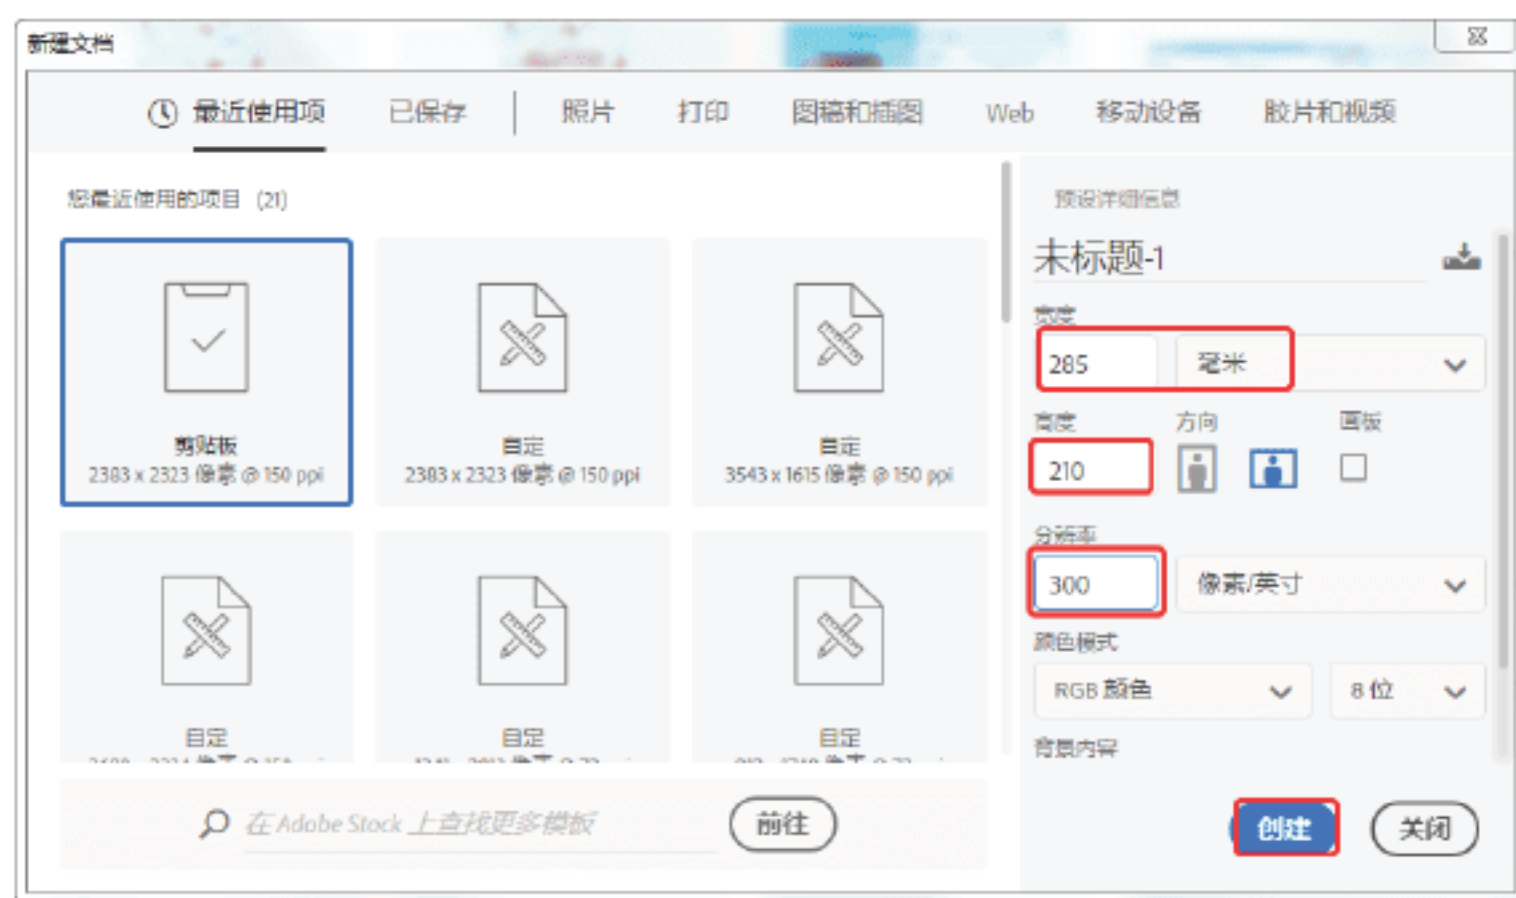 新建文档
最近使用项 已保存 照片 打印 图稿和插图 Web 移动设备 胶片和视频
您最近使用的项目 (21)
剪贴板
2383 x 2323 像素 @ 150 ppi
自定
2383 x 2323 像素 @ 150 ppi
自定
3543 x 1615 像素 @ 150 ppi
自定
自定
自定
在 Adobe Stock 上查找更多模板
前往
预设详细信息
未标题-1
宽度
285 毫米
高度 方向 画板
210
分辨率
300 像素/英寸
颜色模式
RGB 颜色 8 位
背景内容
创建 关闭